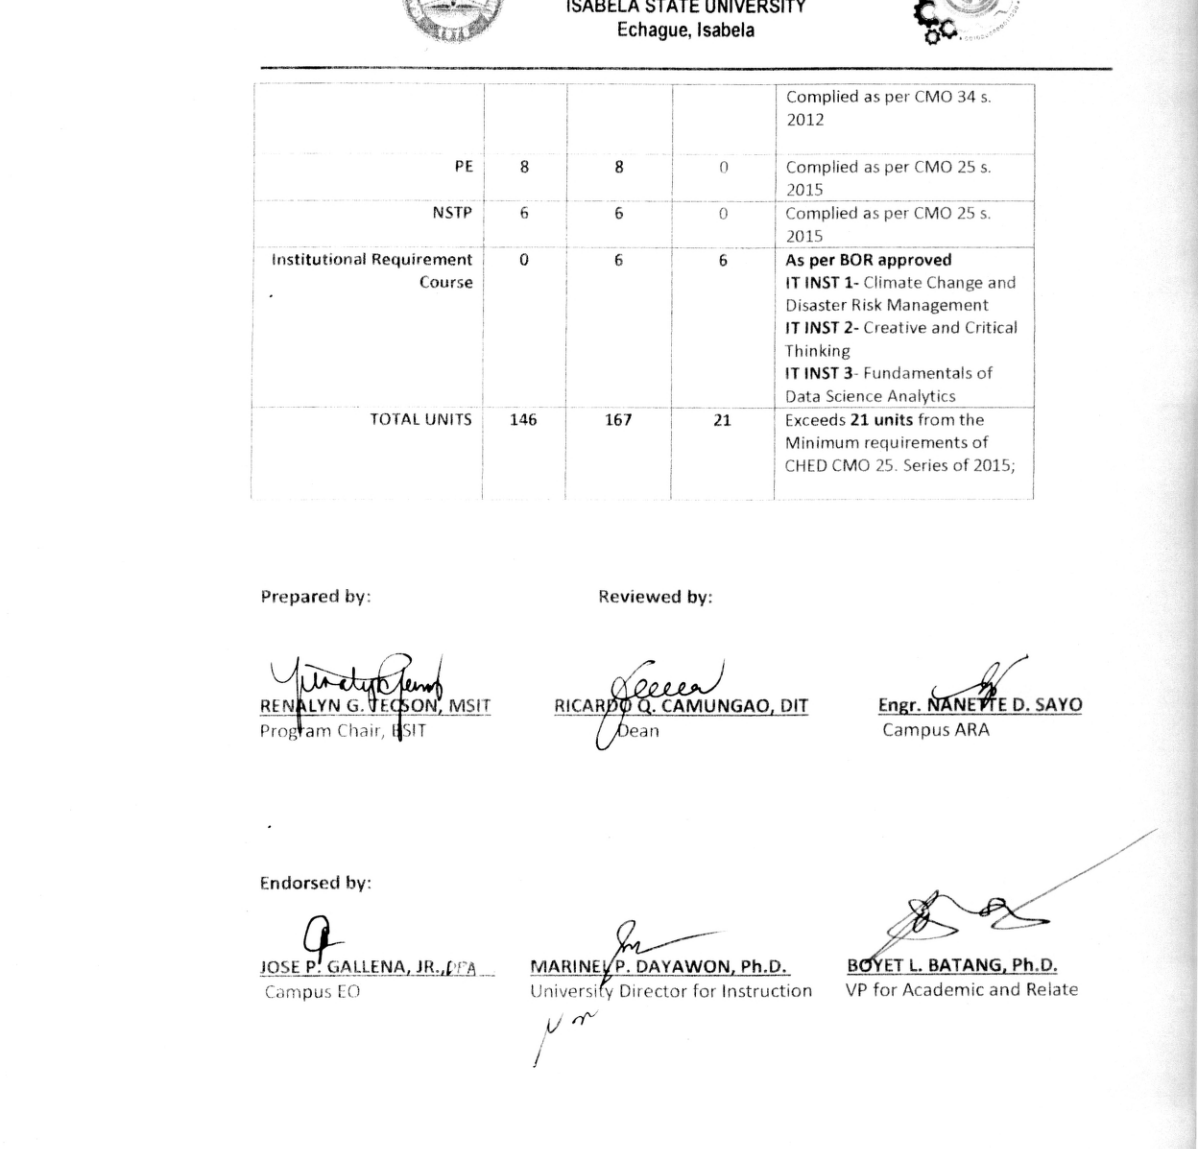 ISABELA STATE UNIVERSITY
Echague, Isabela
Complied as per CMO 34 s.
2012
PE 8 8 0 Complied as per CMO 25 s.
2015
NSTP 6 6 0 Complied as per CMO 25 s.
2015
Institutional Requirement 0 6 6 As per BOR approved
Course IT INST 1- Climate Change and
Disaster Risk Management
IT INST 2- Creative and Critical
Thinking
IT INST 3- Fundamentals of
Data Science Analytics
TOTAL UNITS 146 167 21 Exceeds 21 units from the
Minimum requirements of
CHED CMO 25. Series of 2015;
Prepared by: Reviewed by:
RENALYN G. TECSON, MSIT RICARDO Q. CAMUNGAO, DIT Engr. NANETTE D. SAYO
Program Chair, BSIT Dean Campus ARA
Endorsed by:
JOSE P. GALLENA, JR., MARINEL P. DAYAWON, Ph.D. BOYET L. BATANG, Ph.D.
Campus EO University Director for Instruction VP for Academic and Relate